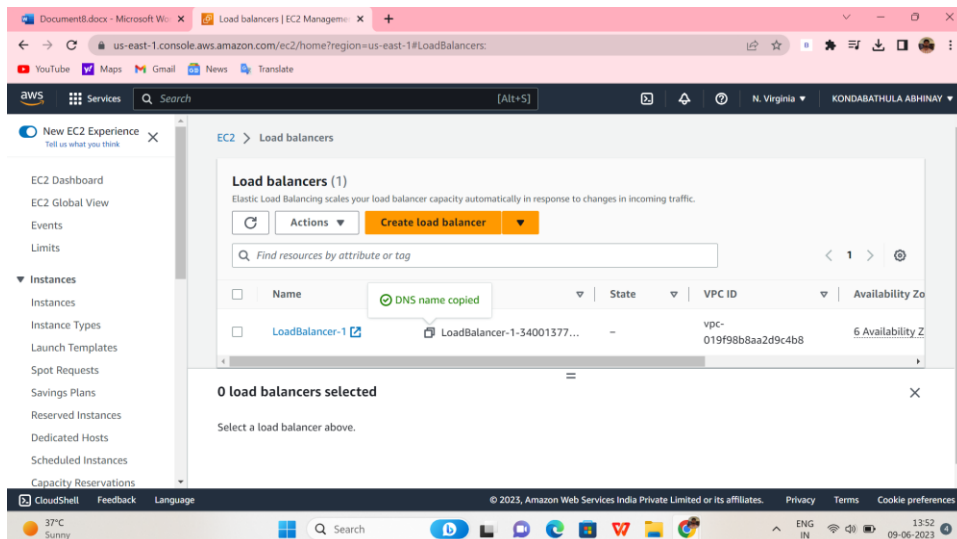 Document8.docx - Microsoft Wo
Load balancers | EC2 Managemen
us-east-1.console.aws.amazon.com/ec2/home?region=us-east-1#LoadBalancers:
YouTube Maps Gmail News Translate
aws Services Search [Alt+S] N. Virginia KONDABATHULA ABHINAY
New EC2 Experience
Tell us what you think
EC2 Dashboard
EC2 Global View
Events
Limits
Instances
Instances
Instance Types
Launch Templates
Spot Requests
Savings Plans
Reserved Instances
Dedicated Hosts
Scheduled Instances
Capacity Reservations
EC2 > Load balancers
Load balancers (1)
Elastic Load Balancing scales your load balancer capacity automatically in response to changes in incoming traffic.
Actions Create load balancer
Find resources by attribute or tag
1
DNS name copied
Name State VPC ID Availability Zo
LoadBalancer-1 LoadBalancer-1-34001377... – vpc-
019f98b8aa2d9c4b8 6 Availability Z
0 load balancers selected
Select a load balancer above.
CloudShell Feedback Language © 2023, Amazon Web Services India Private Limited or its affiliates. Privacy Terms Cookie preferences
37°C
Sunny
Search
ENG
IN
13:52
09-06-2023
4